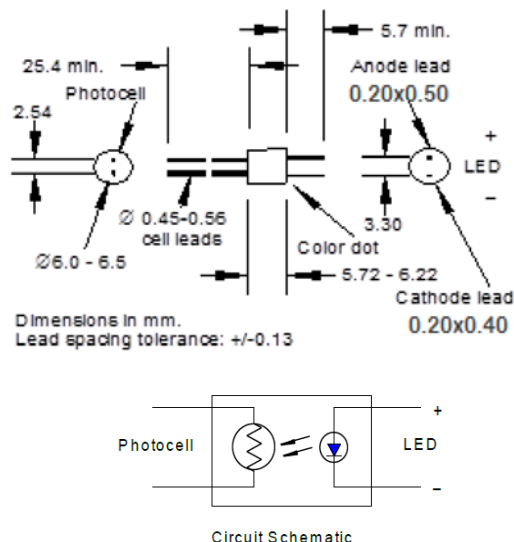 5.7 min.
25.4 min.
Anode lead
Photocell
0.20x0.50
2.54
+
LED
−
Ø 0.45-0.56
cell leads
3.30
Color dot
Ø6.0 - 6.5
5.72 - 6.22
Cathode lead
0.20x0.40
Dimensions in mm.
Lead spacing tolerance: +/-0.13
+
Photocell
LED
−
Circuit Schematic